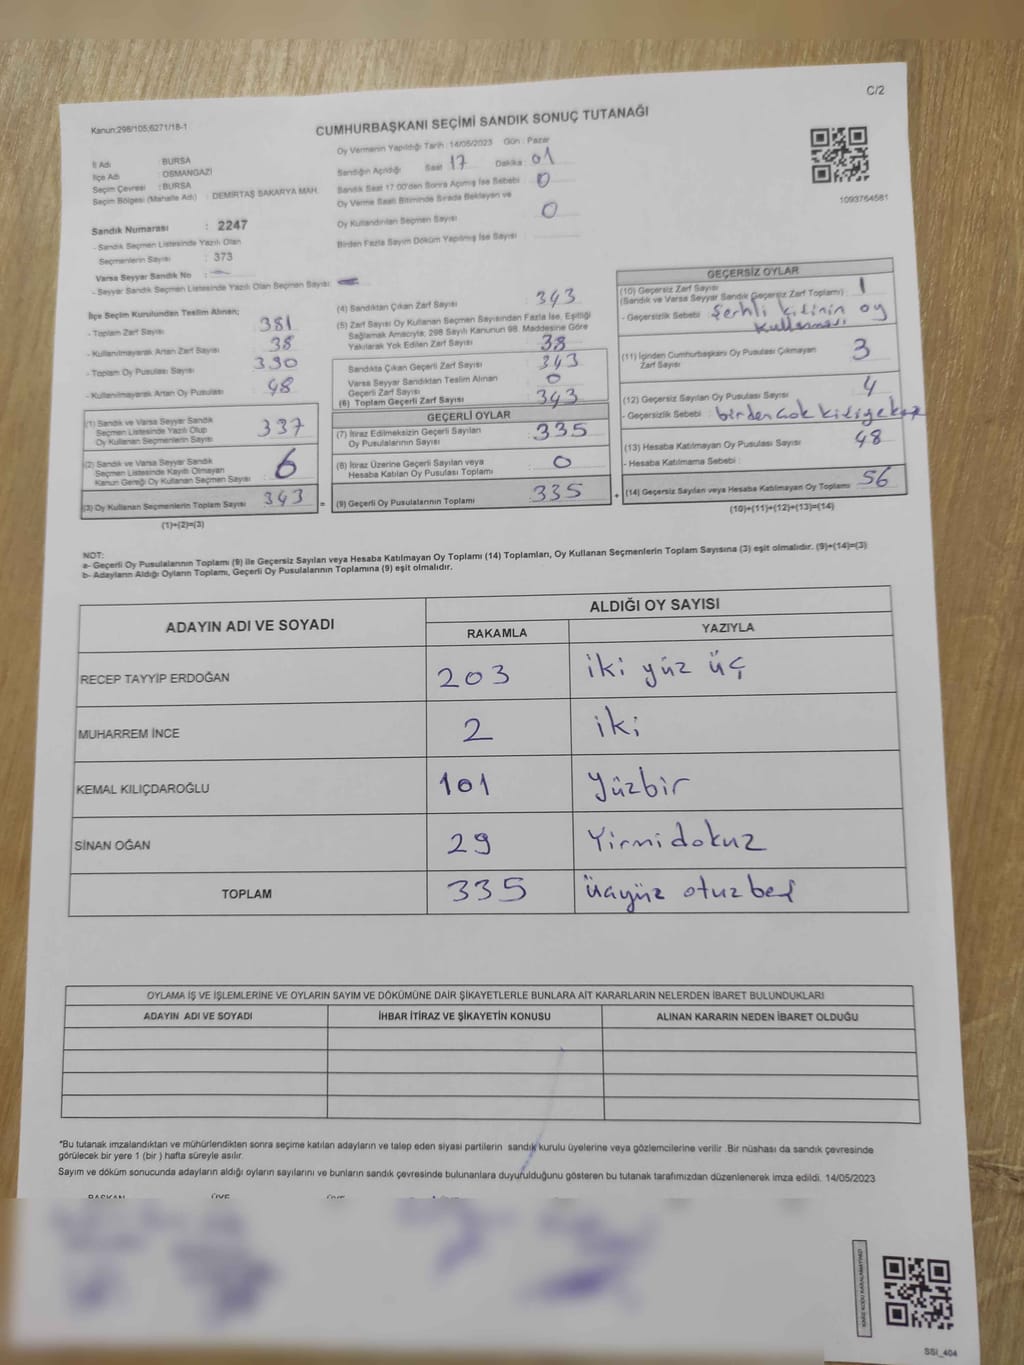 C/2
Kanun:298/105;6271/18-1
CUMHURBAŞKANI SEÇİMİ SANDIK SONUÇ TUTANAĞI
İl Adı : BURSA
İlçe Adı : OSMANGAZİ
Seçim Çevresi : BURSA
Seçim Bölgesi (Mahalle Adı) : DEMİRTAŞ SAKARYA MAH.
Sandık Numarası : 2247
- Sandık Seçmen Listesinde Yazılı Olan
Seçmenlerin Sayısı : 373
Varsa Seyyar Sandık No :
- Seyyar Sandık Seçmen Listesinde Yazılı Olan Seçmen Sayısı:
Oy Vermenin Yapıldığı Tarih : 14/05/2023 Gün : Pazar
Sandığın Açıldığı Saat : 17 Dakika : 01
Sandık Saat 17.00'den Sonra Açılmış İse Sebebi : 0
Oy Verme Saati Bitiminde Sırada Bekleyen ve
Oy Kullandırılan Seçmen Sayısı : 0
Birden Fazla Sayım Döküm Yapılmış İse Sayısı :
1093764581
İlçe Seçim Kurulundan Teslim Alınan;
- Toplam Zarf Sayısı : 381
- Kullanılmayarak Artan Zarf Sayısı : 38
- Toplam Oy Pusulası Sayısı : 390
- Kullanılmayarak Artan Oy Pusulası : 48
(1) Sandık ve Varsa Seyyar Sandık
Seçmen Listesinde Yazılı Olup
Oy Kullanan Seçmenlerin Sayısı : 337
(2) Sandık ve Varsa Seyyar Sandık
Seçmen Listesinde Kayıtlı Olmayan
Kanun Gereği Oy Kullanan Seçmen Sayısı : 6
(3) Oy Kullanan Seçmenlerin Toplam Sayısı : 343
(1)+(2)=(3)
(4) Sandıktan Çıkan Zarf Sayısı : 343
(5) Zarf Sayısı Oy Kullanan Seçmen Sayısından Fazla İse, Eşitliği
Sağlamak Amacıyla; 298 Sayılı Kanunun 98. Maddesine Göre
Yakılarak Yok Edilen Zarf Sayısı : 38
Sandıkta Çıkan Geçerli Zarf Sayısı : 343
Varsa Seyyar Sandıktan Teslim Alınan
Geçerli Zarf Sayısı : 0
(6) Toplam Geçerli Zarf Sayısı : 343
GEÇERLİ OYLAR
(7) İtiraz Edilmeksizin Geçerli Sayılan
Oy Pusulalarının Sayısı : 335
(8) İtiraz Üzerine Geçerli Sayılan veya
Hesaba Katılan Oy Pusulası Toplamı : 0
= (9) Geçerli Oy Pusulalarının Toplamı : 335 +
GEÇERSİZ OYLAR
(10) Geçersiz Zarf Sayısı
(Sandık ve Varsa Seyyar Sandık Geçersiz Zarf Toplamı) : 1
- Geçersizlik Sebebi : Şerhli kilinin oy
kullanması
(11) İçinden Cumhurbaşkanı Oy Pusulası Çıkmayan
Zarf Sayısı : 3
(12) Geçersiz Sayılan Oy Pusulası Sayısı : 4
- Geçersizlik Sebebi : birden çok kiliye
(13) Hesaba Katılmayan Oy Pusulası Sayısı : 48
- Hesaba Katılmama Sebebi :
(14) Geçersiz Sayılan veya Hesaba Katılmayan Oy Toplamı : 56
(10)+(11)+(12)+(13)=(14)
NOT:
a- Geçerli Oy Pusulalarının Toplamı (9) ile Geçersiz Sayılan veya Hesaba Katılmayan Oy Toplamı (14) Toplamları, Oy Kullanan Seçmenlerin Toplam Sayısına (3) eşit olmalıdır. (9)+(14)=(3)
b- Adayların Aldığı Oyların Toplamı, Geçerli Oy Pusulalarının Toplamına (9) eşit olmalıdır.
ADAYIN ADI VE SOYADI
ALDIĞI OY SAYISI
RAKAMLA YAZIYLA
RECEP TAYYİP ERDOĞAN 203 iki yüz üç
MUHARREM İNCE 2 iki
KEMAL KILIÇDAROĞLU 101 Yüzbir
SİNAN OĞAN 29 Yirmidokuz
TOPLAM 335 üçyüz otuzbeş
OYLAMA İŞ VE İŞLEMLERİNE VE OYLARIN SAYIM VE DÖKÜMÜNE DAİR ŞİKAYETLERLE BUNLARA AİT KARARLARIN NELERDEN İBARET BULUNDUKLARI
ADAYIN ADI VE SOYADI İHBAR İTİRAZ VE ŞİKAYETİN KONUSU ALINAN KARARIN NEDEN İBARET OLDUĞU
*Bu tutanak imzalandıktan ve mühürlendikten sonra seçime katılan adayların ve talep eden siyasi partilerin sandık kurulu üyelerine veya gözlemcilerine verilir .Bir nüshası da sandık çevresinde
görülecek bir yere 1 (bir ) hafta süreyle asılır.
Sayım ve döküm sonucunda adayların aldığı oyların sayılarını ve bunların sandık çevresinde bulunanlara duyurulduğunu gösteren bu tutanak tarafımızdan düzenlenerek imza edildi. 14/05/2023
BAŞKAN ÜYE ÜYE
SSİ_404